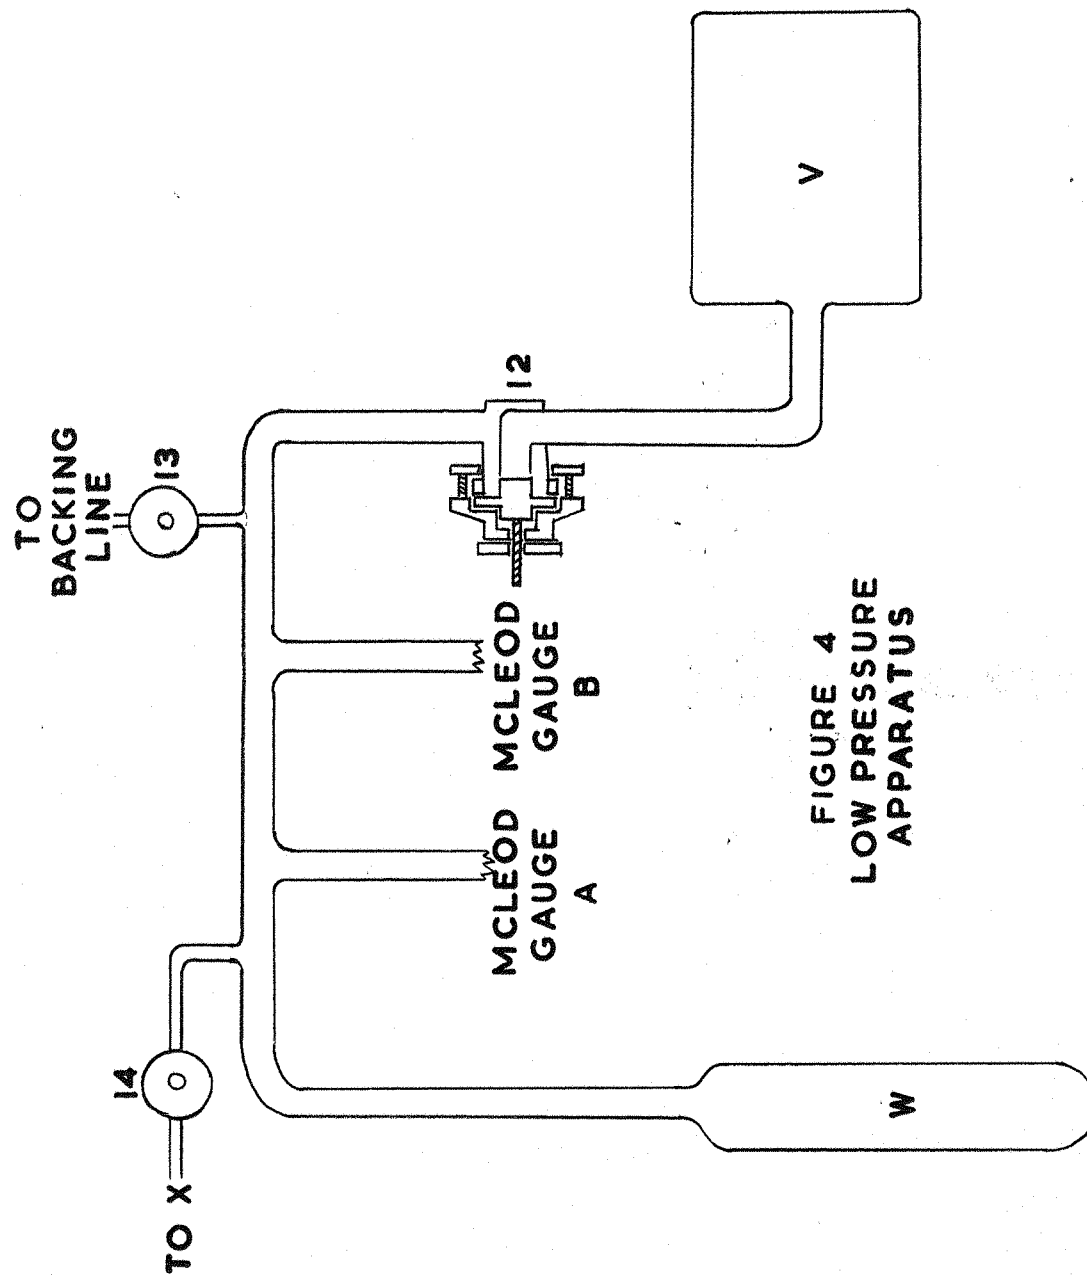 TO
BACKING
LINE
13
14
TO X
12
MCLEOD
GAUGE
A
MCLEOD
GAUGE
B
V
W
FIGURE 4
LOW PRESSURE
APPARATUS